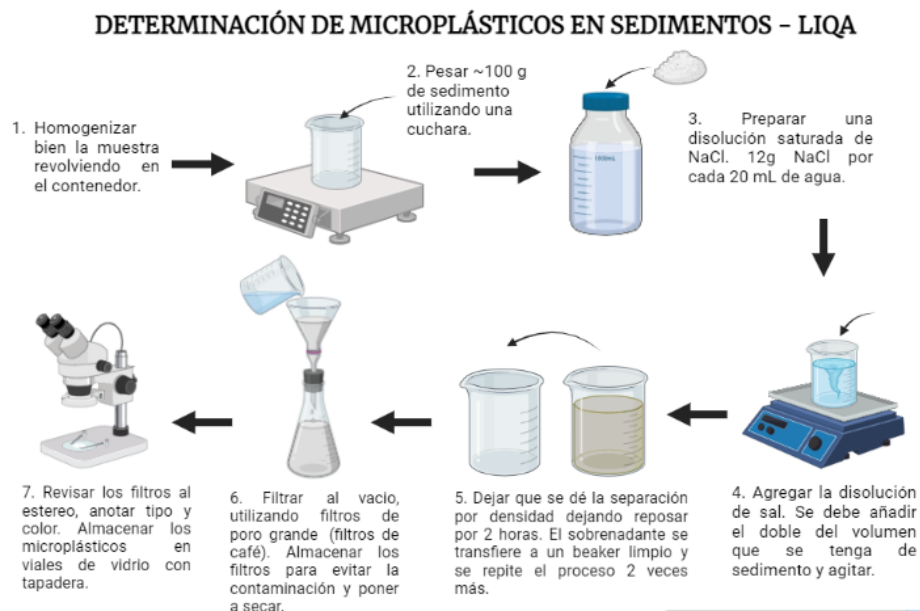 DETERMINACIÓN DE MICROPLÁSTICOS EN SEDIMENTOS – LIQA
1. Homogenizar
bien la muestra
revolviendo en
el contenedor.
2. Pesar ~100 g
de sedimento
utilizando una
cuchara.
3. Preparar una
disolución saturada de
NaCl. 12g NaCl por
cada 20 mL de agua.
4. Agregar la disolución
de sal. Se debe añadir
el doble del volumen
que se tenga de
sedimento y agitar.
5. Dejar que se dé la separación
por densidad dejando reposar
por 2 horas. El sobrenadante se
transfiere a un beaker limpio y
se repite el proceso 2 veces
más.
6. Filtrar al vacio,
utilizando filtros de
poro grande (filtros de
café). Almacenar los
filtros para evitar la
contaminación y poner
a secar.
7. Revisar los filtros al
estereo, anotar tipo y
color. Almacenar los
microplásticos en
viales de vidrio con
tapadera.